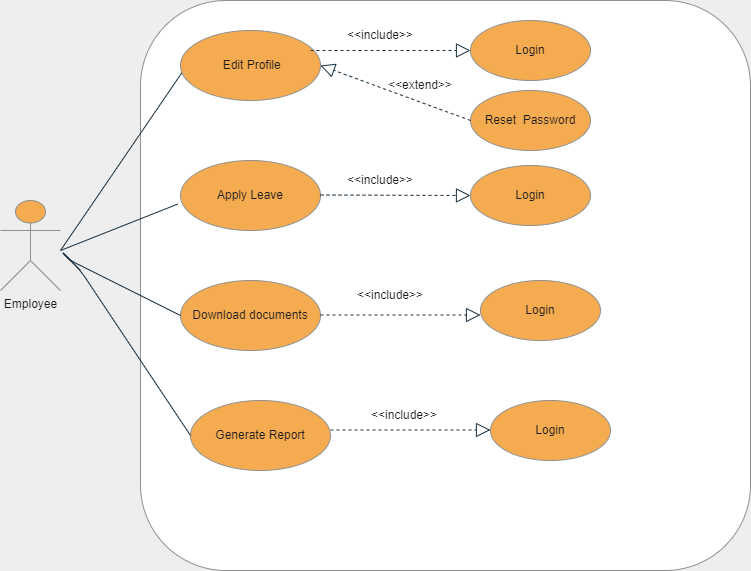 Edit Profile
<<include>>
Login
<<extend>>
Reset  Password
Apply Leave
<<include>>
Login
Employee
Download documents
<<include>>
Login
Generate Report
<<include>>
Login